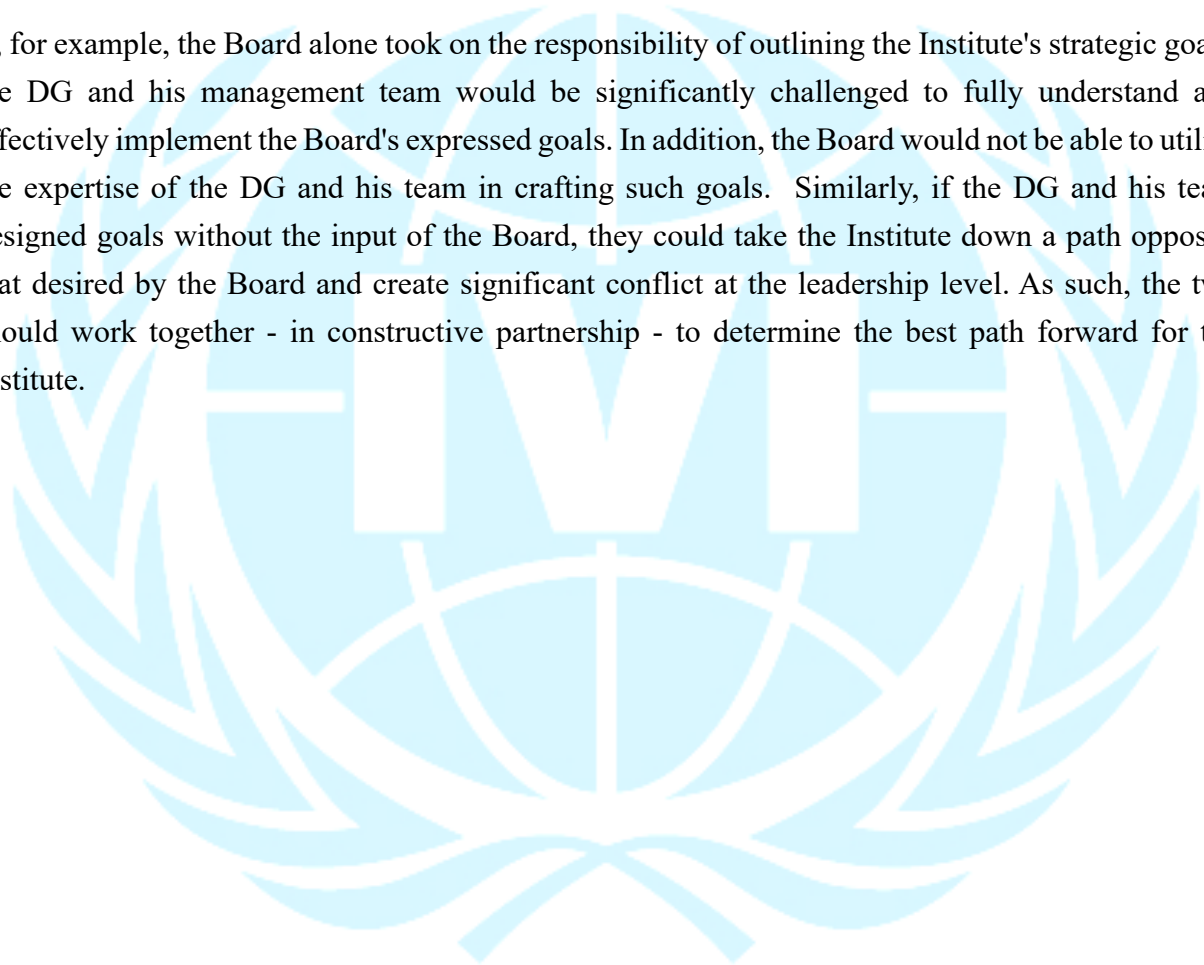 , for example, the Board alone took on the responsibility of outlining the Institute's strategic goa
e DG and his management team would be significantly challenged to fully understand a
ffectively implement the Board's expressed goals. In addition, the Board would not be able to utili
e expertise of the DG and his team in crafting such goals.  Similarly, if the DG and his tea
esigned goals without the input of the Board, they could take the Institute down a path oppos
at desired by the Board and create significant conflict at the leadership level. As such, the tw
ould work together - in constructive partnership - to determine the best path forward for t
stitute.
IVI